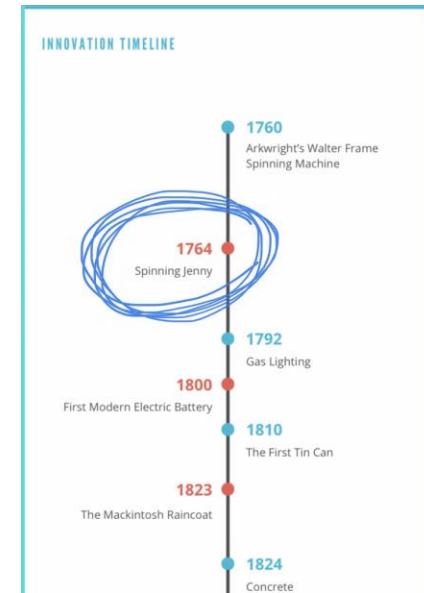 INNOVATION TIMELINE
1760
Arkwright's Walter Frame
Spinning Machine
1764
Spinning Jenny
1792
Gas Lighting
1800
First Modern Electric Battery
1810
The First Tin Can
1823
The Mackintosh Raincoat
1824
Concrete